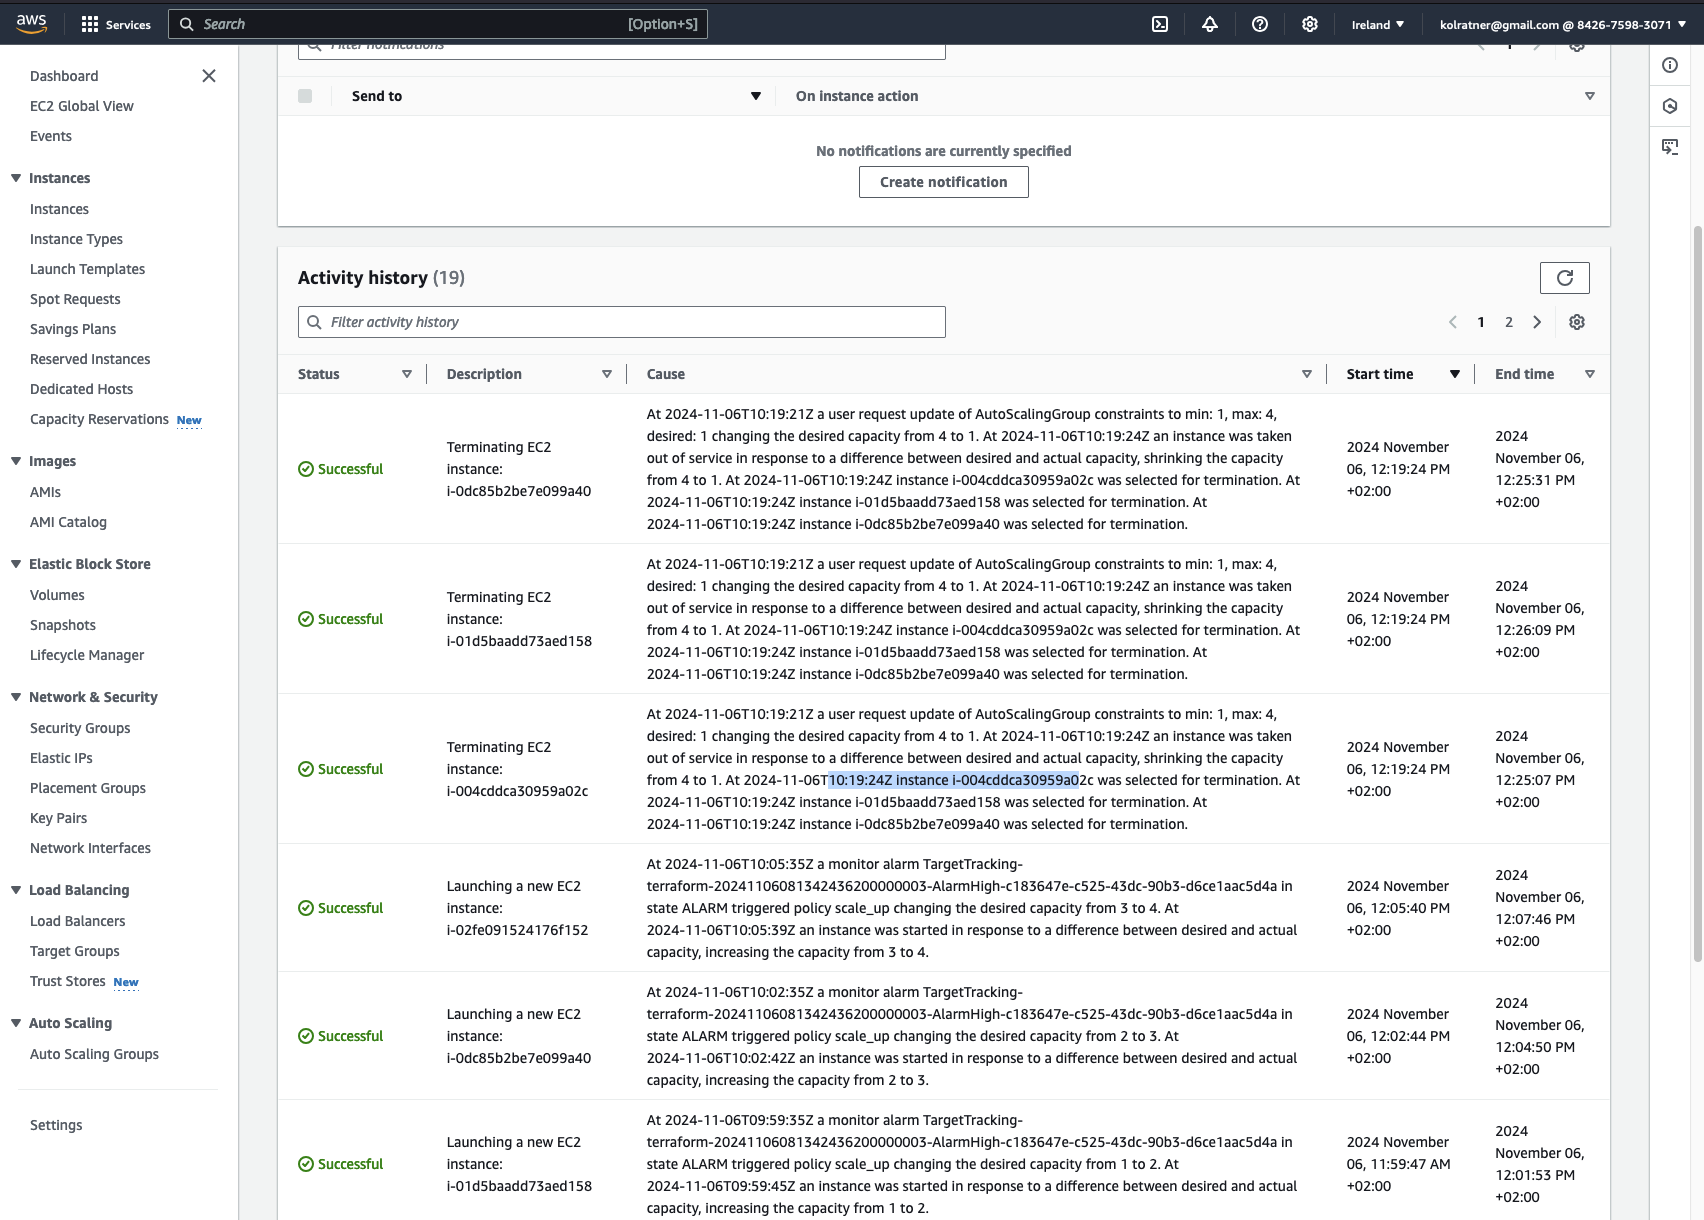 aws
Services
Search
[Option+S]
Ireland
kolratner@gmail.com @ 8426-7598-3071
Dashboard
EC2 Global View
Events
Instances
Instances
Instance Types
Launch Templates
Spot Requests
Savings Plans
Reserved Instances
Dedicated Hosts
Capacity Reservations New
Images
AMIs
AMI Catalog
Elastic Block Store
Volumes
Snapshots
Lifecycle Manager
Network & Security
Security Groups
Elastic IPs
Placement Groups
Key Pairs
Network Interfaces
Load Balancing
Load Balancers
Target Groups
Trust Stores New
Auto Scaling
Auto Scaling Groups
Settings
Filter notifications
1
Send to
On instance action
No notifications are currently specified
Create notification
Activity history (19)
Filter activity history
1 2
Status
Description
Cause
Start time
End time
Successful
Terminating EC2
instance:
i-0dc85b2be7e099a40
At 2024-11-06T10:19:21Z a user request update of AutoScalingGroup constraints to min: 1, max: 4,
desired: 1 changing the desired capacity from 4 to 1. At 2024-11-06T10:19:24Z an instance was taken
out of service in response to a difference between desired and actual capacity, shrinking the capacity
from 4 to 1. At 2024-11-06T10:19:24Z instance i-004cddca30959a02c was selected for termination. At
2024-11-06T10:19:24Z instance i-01d5baadd73aed158 was selected for termination. At
2024-11-06T10:19:24Z instance i-0dc85b2be7e099a40 was selected for termination.
2024 November
06, 12:19:24 PM
+02:00
2024
November 06,
12:25:31 PM
+02:00
Successful
Terminating EC2
instance:
i-01d5baadd73aed158
At 2024-11-06T10:19:21Z a user request update of AutoScalingGroup constraints to min: 1, max: 4,
desired: 1 changing the desired capacity from 4 to 1. At 2024-11-06T10:19:24Z an instance was taken
out of service in response to a difference between desired and actual capacity, shrinking the capacity
from 4 to 1. At 2024-11-06T10:19:24Z instance i-004cddca30959a02c was selected for termination. At
2024-11-06T10:19:24Z instance i-01d5baadd73aed158 was selected for termination. At
2024-11-06T10:19:24Z instance i-0dc85b2be7e099a40 was selected for termination.
2024 November
06, 12:19:24 PM
+02:00
2024
November 06,
12:26:09 PM
+02:00
Successful
Terminating EC2
instance:
i-004cddca30959a02c
At 2024-11-06T10:19:21Z a user request update of AutoScalingGroup constraints to min: 1, max: 4,
desired: 1 changing the desired capacity from 4 to 1. At 2024-11-06T10:19:24Z an instance was taken
out of service in response to a difference between desired and actual capacity, shrinking the capacity
from 4 to 1. At 2024-11-06T10:19:24Z instance i-004cddca30959a02c was selected for termination. At
2024-11-06T10:19:24Z instance i-01d5baadd73aed158 was selected for termination. At
2024-11-06T10:19:24Z instance i-0dc85b2be7e099a40 was selected for termination.
2024 November
06, 12:19:24 PM
+02:00
2024
November 06,
12:25:07 PM
+02:00
Successful
Launching a new EC2
instance:
i-02fe091524176f152
At 2024-11-06T10:05:35Z a monitor alarm TargetTracking-
terraform-20241106081342436200000003-AlarmHigh-c183647e-c525-43dc-90b3-d6ce1aac5d4a in
state ALARM triggered policy scale_up changing the desired capacity from 3 to 4. At
2024-11-06T10:05:39Z an instance was started in response to a difference between desired and actual
capacity, increasing the capacity from 3 to 4.
2024 November
06, 12:05:40 PM
+02:00
2024
November 06,
12:07:46 PM
+02:00
Successful
Launching a new EC2
instance:
i-0dc85b2be7e099a40
At 2024-11-06T10:02:35Z a monitor alarm TargetTracking-
terraform-20241106081342436200000003-AlarmHigh-c183647e-c525-43dc-90b3-d6ce1aac5d4a in
state ALARM triggered policy scale_up changing the desired capacity from 2 to 3. At
2024-11-06T10:02:42Z an instance was started in response to a difference between desired and actual
capacity, increasing the capacity from 2 to 3.
2024 November
06, 12:02:44 PM
+02:00
2024
November 06,
12:04:50 PM
+02:00
Successful
Launching a new EC2
instance:
i-01d5baadd73aed158
At 2024-11-06T09:59:35Z a monitor alarm TargetTracking-
terraform-20241106081342436200000003-AlarmHigh-c183647e-c525-43dc-90b3-d6ce1aac5d4a in
state ALARM triggered policy scale_up changing the desired capacity from 1 to 2. At
2024-11-06T09:59:45Z an instance was started in response to a difference between desired and actual
capacity, increasing the capacity from 1 to 2.
2024 November
06, 11:59:47 AM
+02:00
2024
November 06,
12:01:53 PM
+02:00